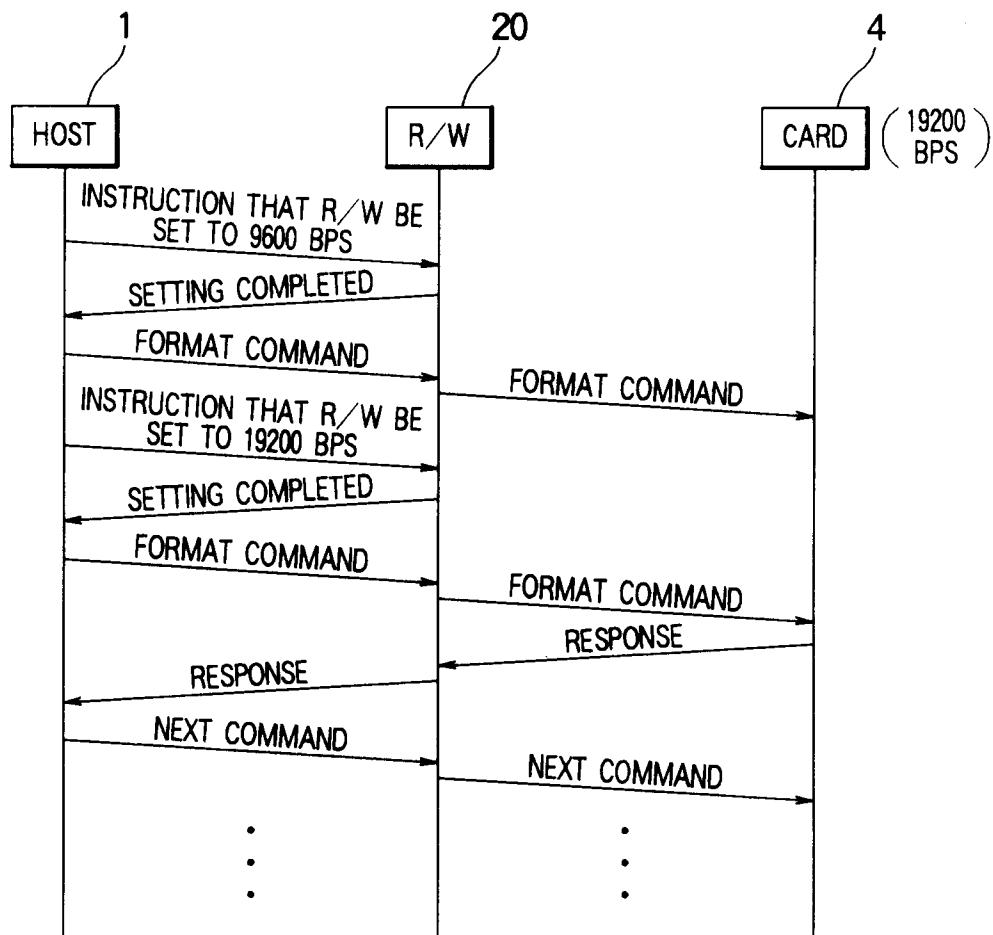 1
20
4
HOST
R/W
CARD
(19200
BPS)
INSTRUCTION THAT R/W BE
SET TO 9600 BPS
SETTING COMPLETED
FORMAT COMMAND
FORMAT COMMAND
INSTRUCTION THAT R/W BE
SET TO 19200 BPS
SETTING COMPLETED
FORMAT COMMAND
FORMAT COMMAND
RESPONSE
RESPONSE
NEXT COMMAND
NEXT COMMAND